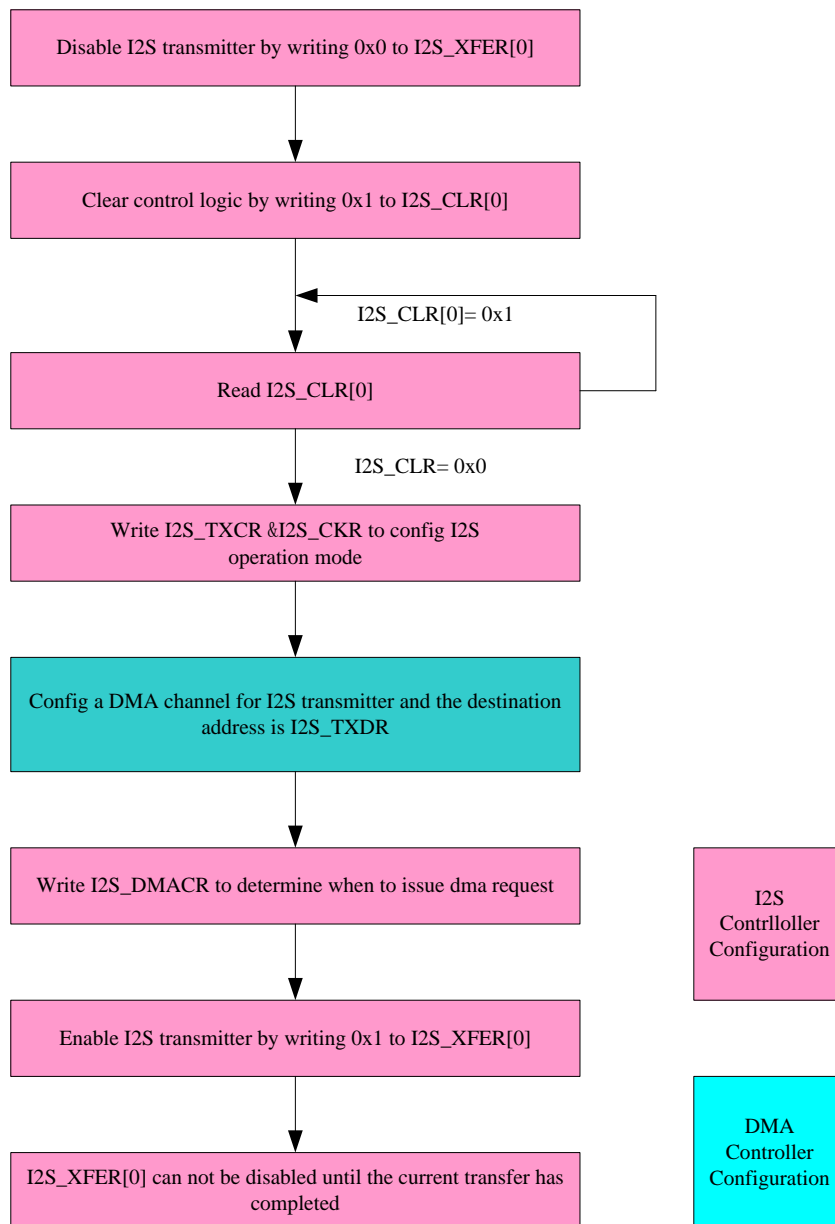 Disable I2S transmitter by writing 0x0 to I2S_XFER[0]
Clear control logic by writing 0x1 to I2S_CLR[0]
I2S_CLR[0]= 0x1
Read I2S_CLR[0]
I2S_CLR= 0x0
Write I2S_TXCR &I2S_CKR to config I2S
operation mode
Config a DMA channel for I2S transmitter and the destination
address is I2S_TXDR
Write I2S_DMACR to determine when to issue dma request
I2S
Contrlloller
Configuration
Enable I2S transmitter by writing 0x1 to I2S_XFER[0]
I2S_XFER[0] can not be disabled until the current transfer has
completed
DMA
Controller
Configuration